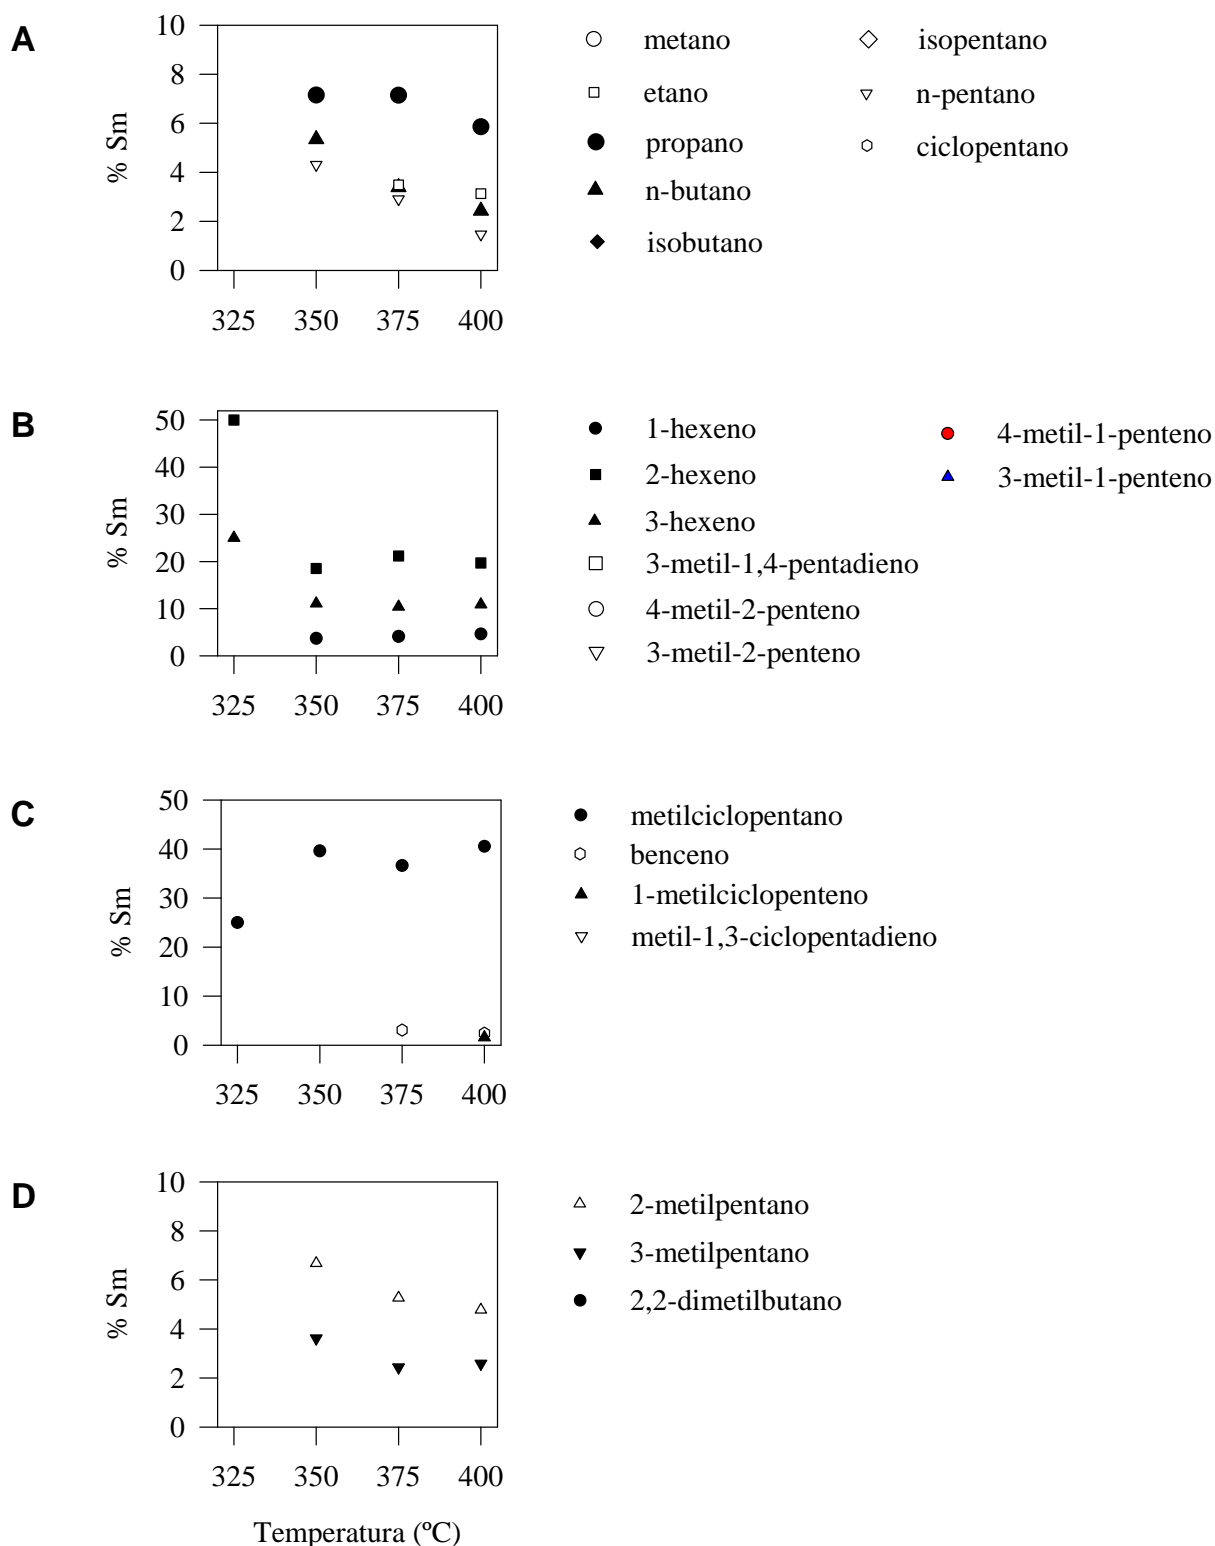 A
10
8
6
4
2
0
% Sm
325 350 375 400
metano
etano
propano
n-butano
isobutano
isopentano
n-pentano
ciclopentano
B
50
40
30
20
10
0
% Sm
325 350 375 400
1-hexeno
2-hexeno
3-hexeno
3-metil-1,4-pentadieno
4-metil-2-penteno
3-metil-2-penteno
4-metil-1-penteno
3-metil-1-penteno
C
50
40
30
20
10
0
% Sm
325 350 375 400
metilciclopentano
benceno
1-metilciclopenteno
metil-1,3-ciclopentadieno
D
10
8
6
4
2
0
% Sm
325 350 375 400
Temperatura (ºC)
2-metilpentano
3-metilpentano
2,2-dimetilbutano